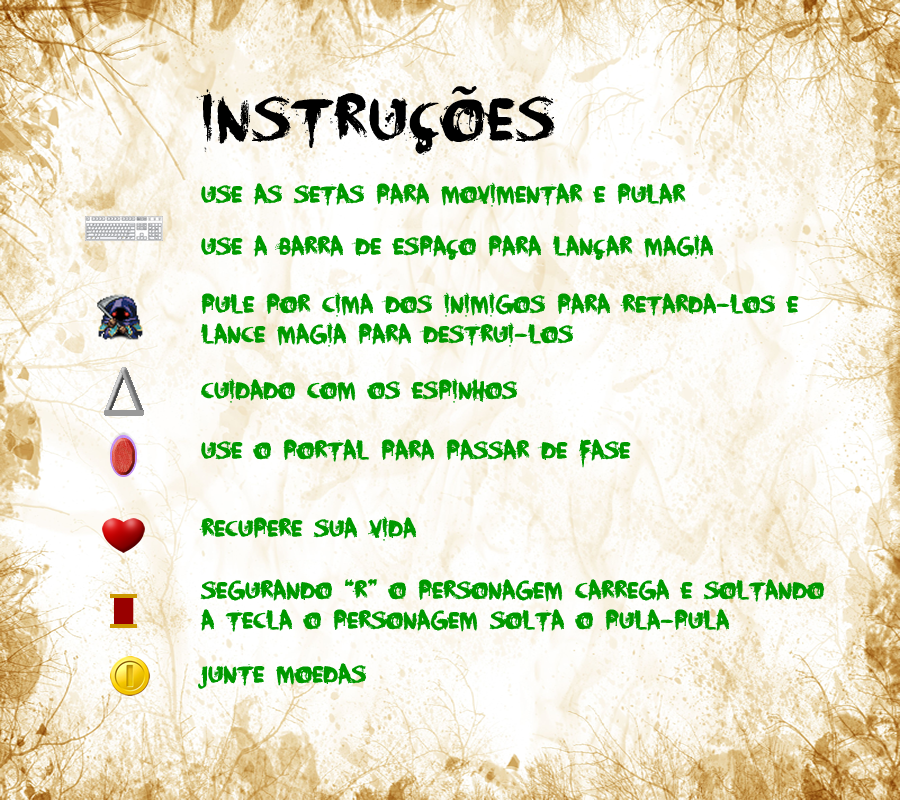 INSTRUÇÕES
USE AS SETAS PARA MOVIMENTAR E PULAR
USE A BARRA DE ESPAÇO PARA LANÇAR MAGIA
PULE POR CIMA DOS INIMIGOS PARA RETARDA-LOS E
LANCE MAGIA PARA DESTRUI-LOS
CUIDADO COM OS ESPINHOS
USE O PORTAL PARA PASSAR DE FASE
RECUPERE SUA VIDA
SEGURANDO “R” O PERSONAGEM CARREGA E SOLTANDO
A TECLA O PERSONAGEM SOLTA O PULA-PULA
JUNTE MOEDAS